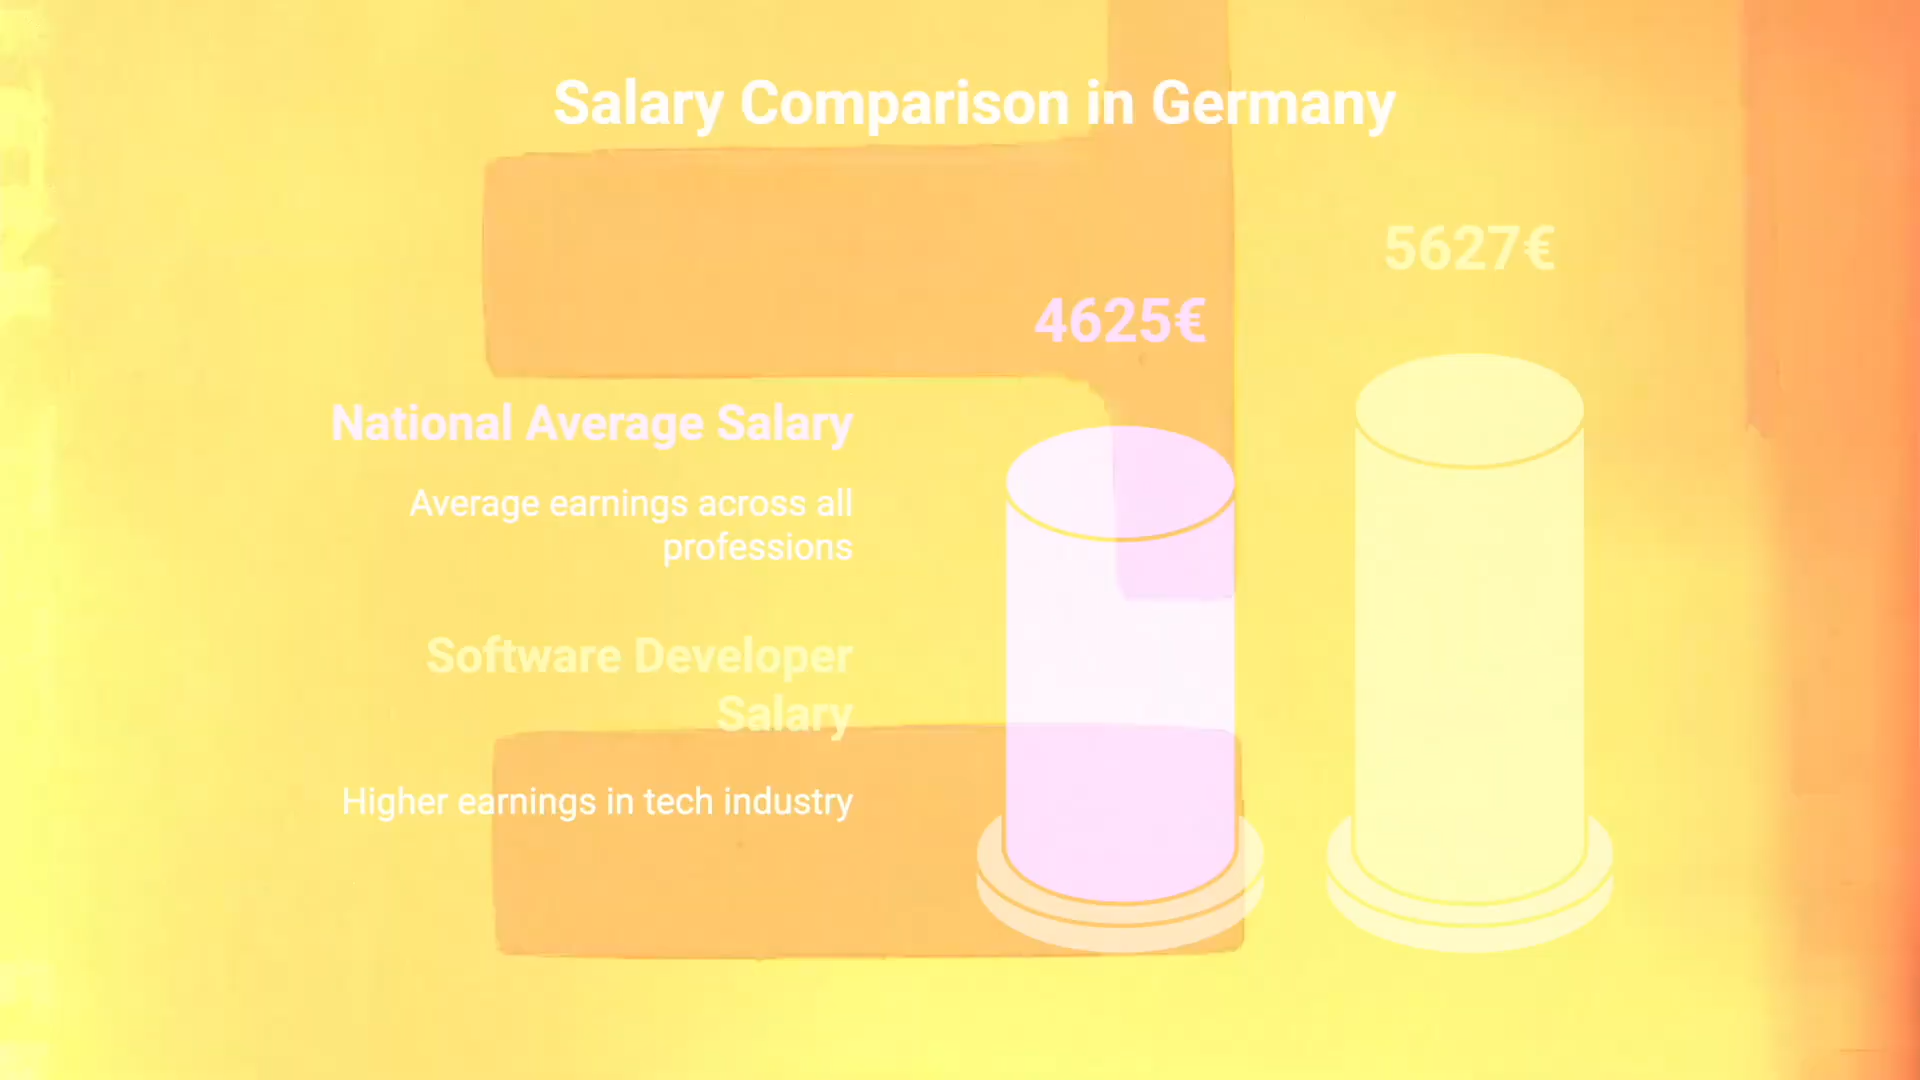 Salary Comparison in Germany
5627€
4625€
National Average Salary
Average earnings across all
professions
Software Developer
Salary
Higher earnings in tech industry